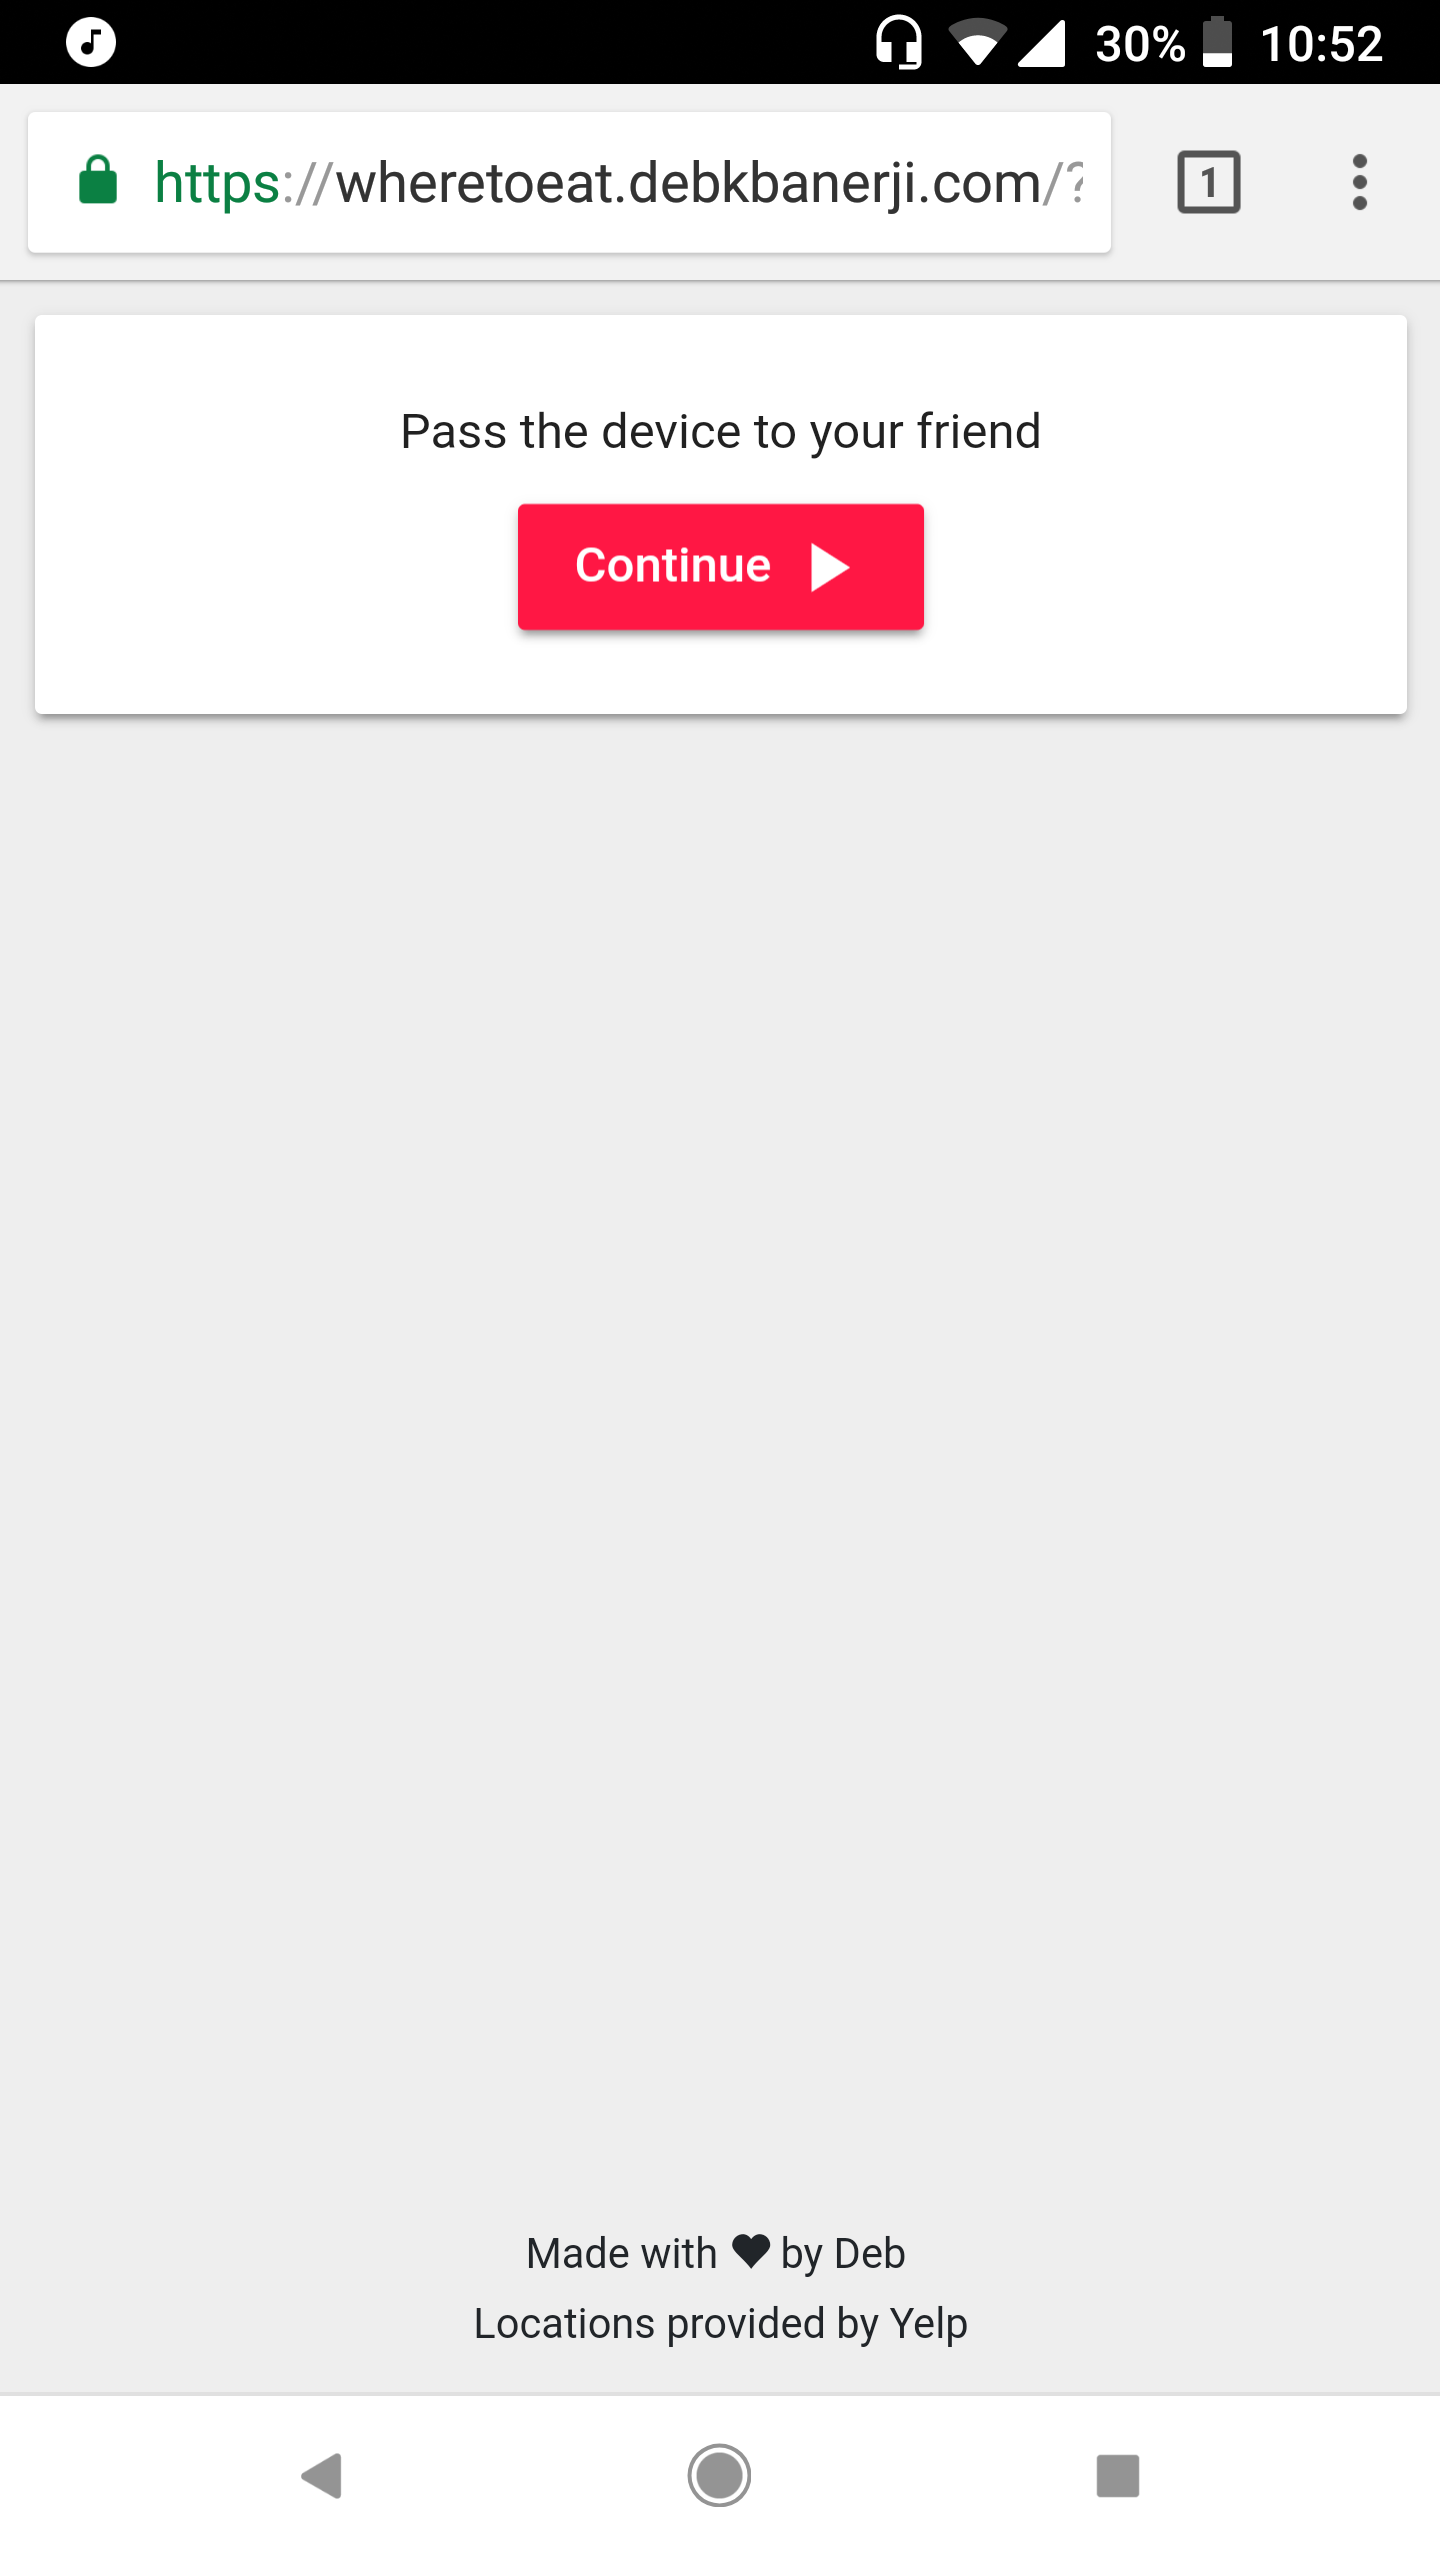 30% 10:52
https://wheretoeat.debkbanerji.com/?
1
Pass the device to your friend
Continue
Made with ♥ by Deb
Locations provided by Yelp